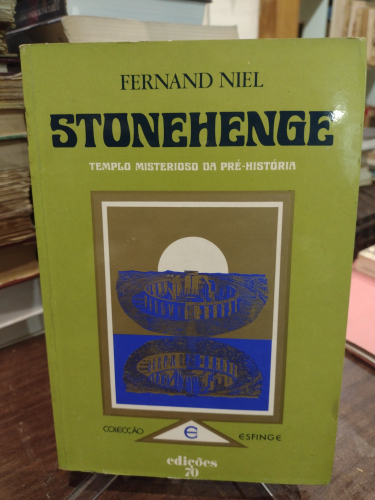 FERNAND NIEL
STONEHENGE
TEMPLO MISTERIOSO DA PRÉ-HISTÓRIA
COLECÇÃO e ESFINGE
edições
70